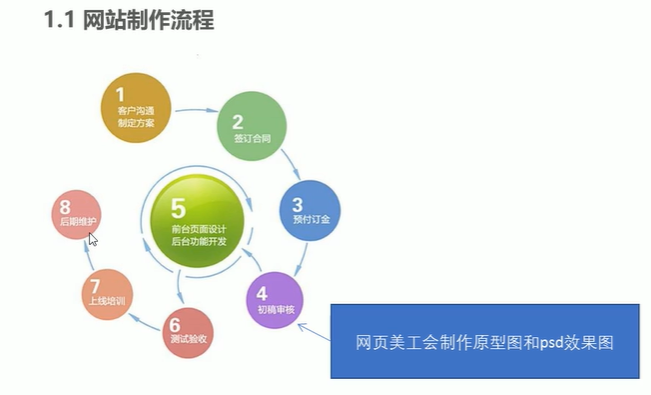 1.1 网站制作流程
1
客户沟通
制定方案
2
签订合同
3
预付订金
4
初稿审核
5
前台页面设计
后台功能开发
6
测试验收
7
上线培训
8
后期维护
网页美工会制作原型图和psd效果图